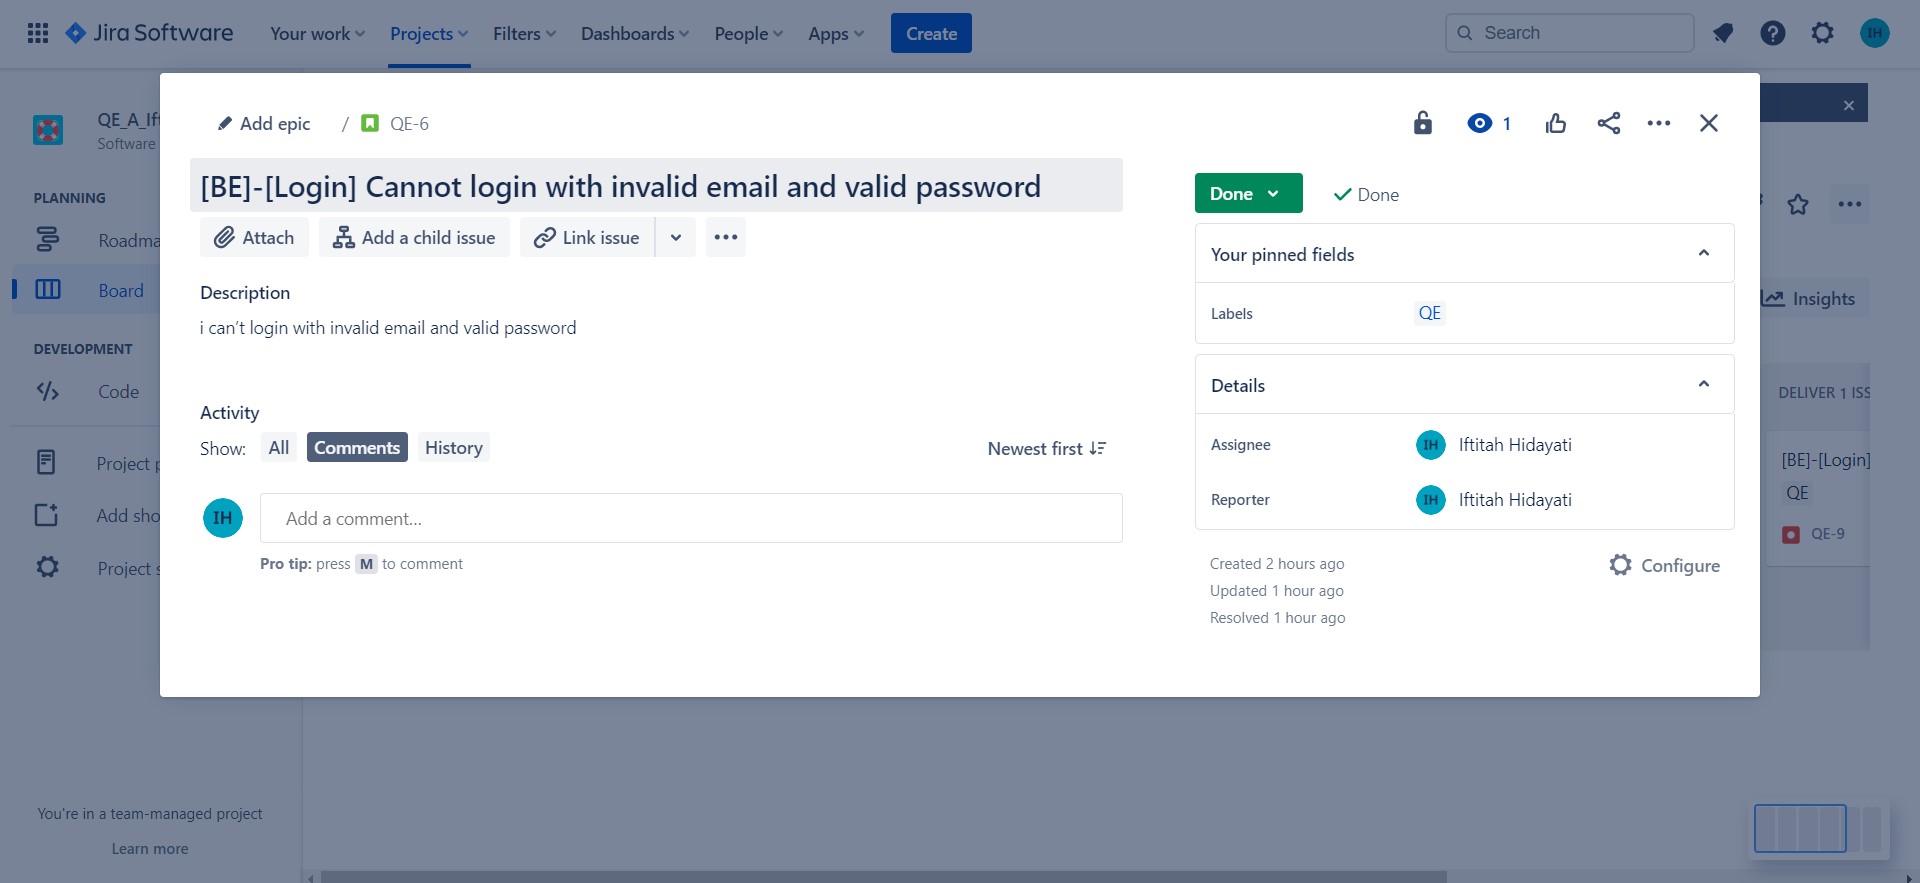 Jira Software Your work Projects Filters Dashboards People Apps Create Search IH
QE_A_Ift
Software
PLANNING
Roadma
Board
DEVELOPMENT
Code
Project p
Add sho
Project s
You're in a team-managed project
Learn more
Add epic / QE-6
1
[BE]-[Login] Cannot login with invalid email and valid password
Attach Add a child issue Link issue
Description
i can't login with invalid email and valid password
Activity
Show: All Comments History Newest first
IH Add a comment...
Pro tip: press M to comment
Done Done
Your pinned fields
Labels QE
Details
Assignee IH Iftitah Hidayati
Reporter IH Iftitah Hidayati
Created 2 hours ago
Updated 1 hour ago
Resolved 1 hour ago
Configure
Insights
DELIVER 1 ISS
[BE]-[Login]
QE
QE-9